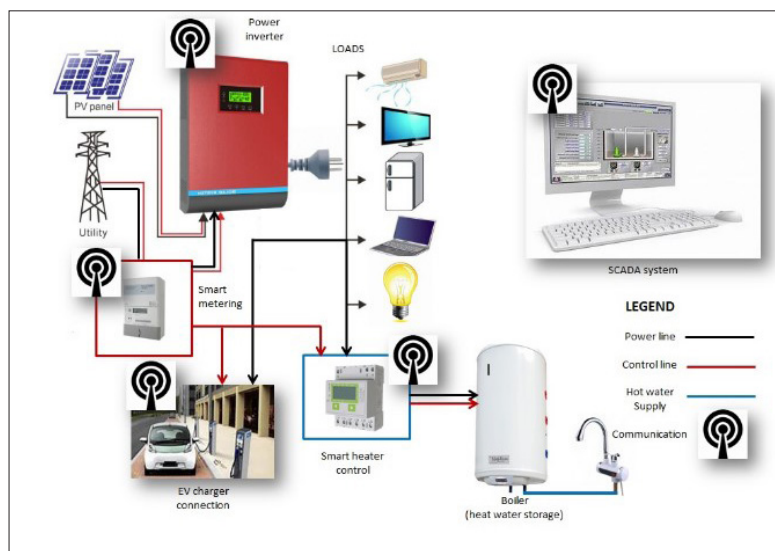 Power
inverter
LOADS
PV panel
Utility
Smart
metering
SCADA system
LEGEND
Power line
Control line
Hot water
Supply
Communication
EV charger
connection
Smart heater
control
Boiler
(heat water storage)